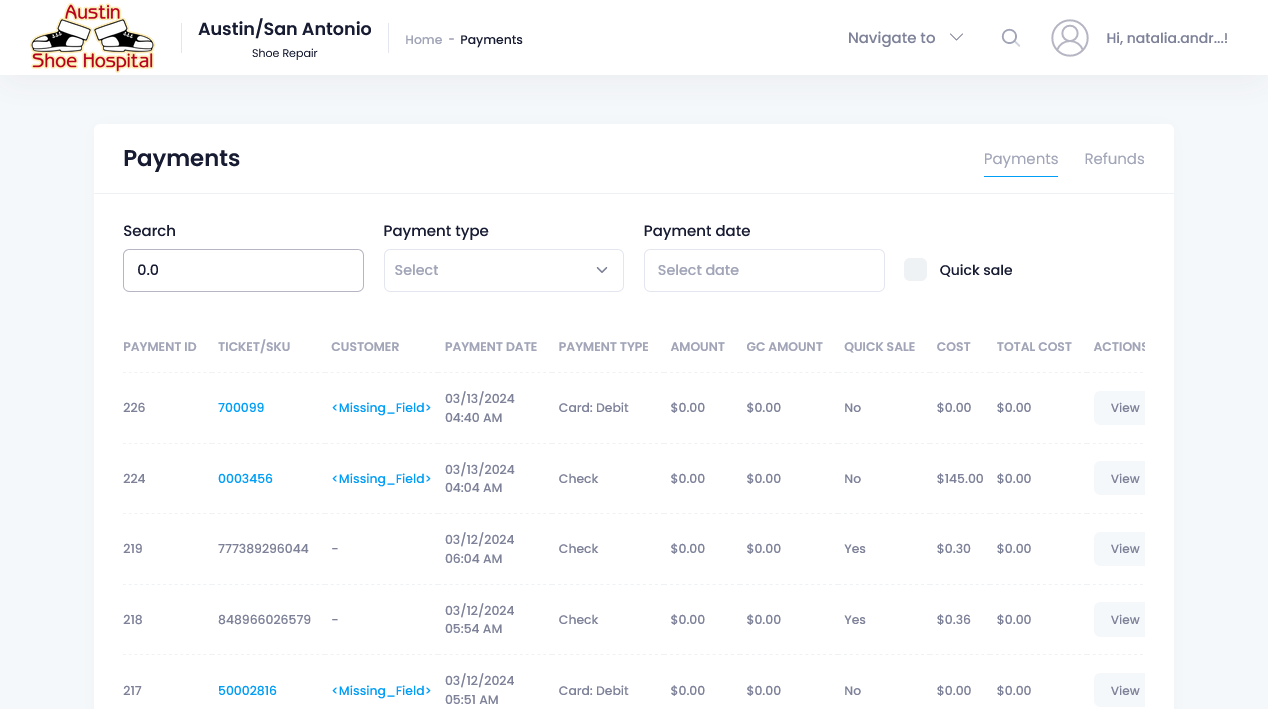 Austin
Shoe Hospital
Austin/San Antonio
Shoe Repair
Home - Payments
Navigate to
Hi, natalia.andr...!
Payments
Payments Refunds
Search Payment type Payment date
0.0 Select Select date Quick sale
PAYMENT ID TICKET/SKU CUSTOMER PAYMENT DATE PAYMENT TYPE AMOUNT GC AMOUNT QUICK SALE COST TOTAL COST ACTIONS
226 700099 <Missing_Field> 03/13/2024 04:40 AM Card: Debit $0.00 $0.00 No $0.00 $0.00 View
224 0003456 <Missing_Field> 03/13/2024 04:04 AM Check $0.00 $0.00 No $145.00 $0.00 View
219 777389296044 - 03/12/2024 06:04 AM Check $0.00 $0.00 Yes $0.30 $0.00 View
218 848966026579 - 03/12/2024 05:54 AM Check $0.00 $0.00 Yes $0.36 $0.00 View
217 50002816 <Missing_Field> 03/12/2024 05:51 AM Card: Debit $0.00 $0.00 No $0.00 $0.00 View